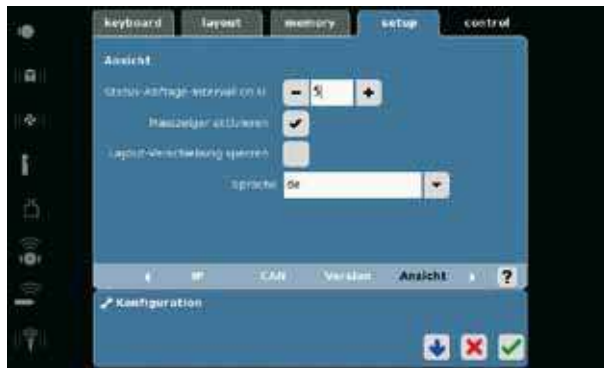 keyboard layout memory setup control
Ansicht
Status-Abfrage-Intervall (in s)
- 5 +
Mauszeiger aktivieren
Layout-Verschiebung sperren
Sprache de
IP CAN Version Ansicht ?
Konfiguration